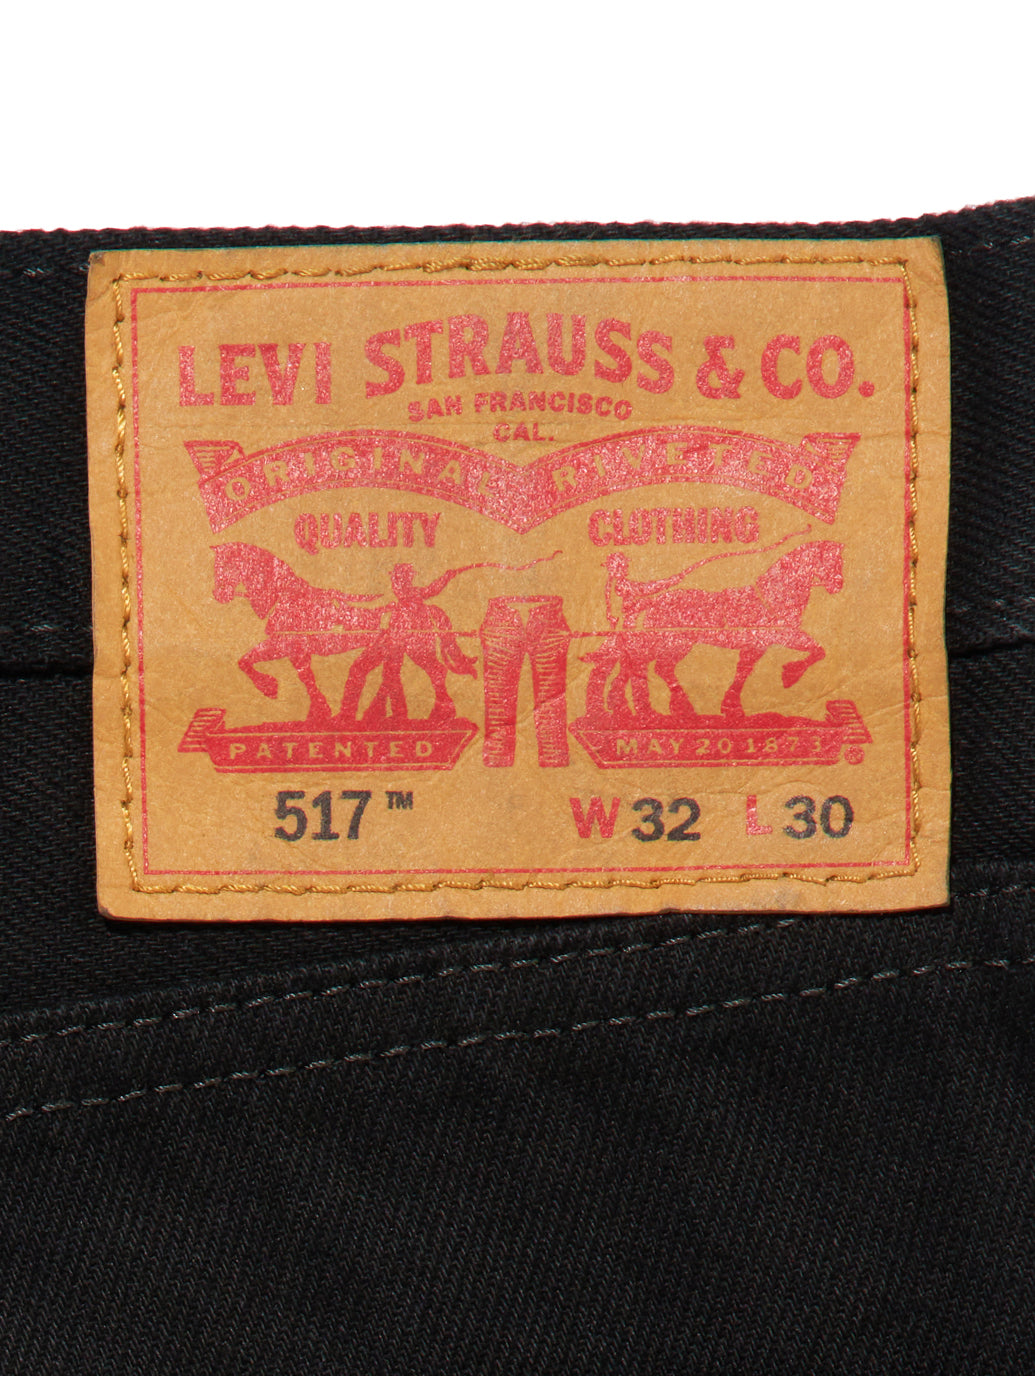 LEVI STRAUSS & CO.
SAN FRANCISCO
CAL.
ORIGINAL RIVETED
QUALITY CLOTHING
PATENTED MAY 20 1873 ®
517™ W 32 L 30